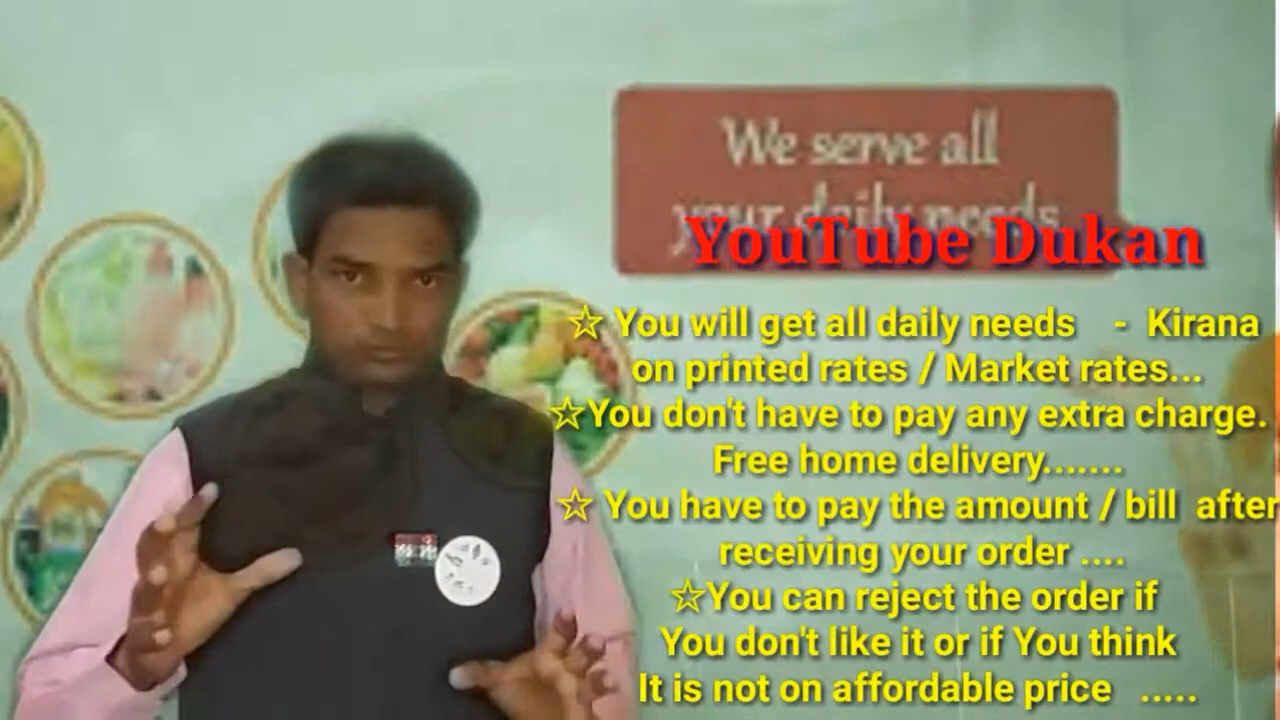 We serve all
your daily needs
YouTube Dukan
☆ You will get all daily needs - Kirana
on printed rates / Market rates...
☆You don't have to pay any extra charge.
Free home delivery.......
☆ You have to pay the amount / bill after
receiving your order ....
☆You can reject the order if
You don't like it or if You think
It is not on affordable price .....